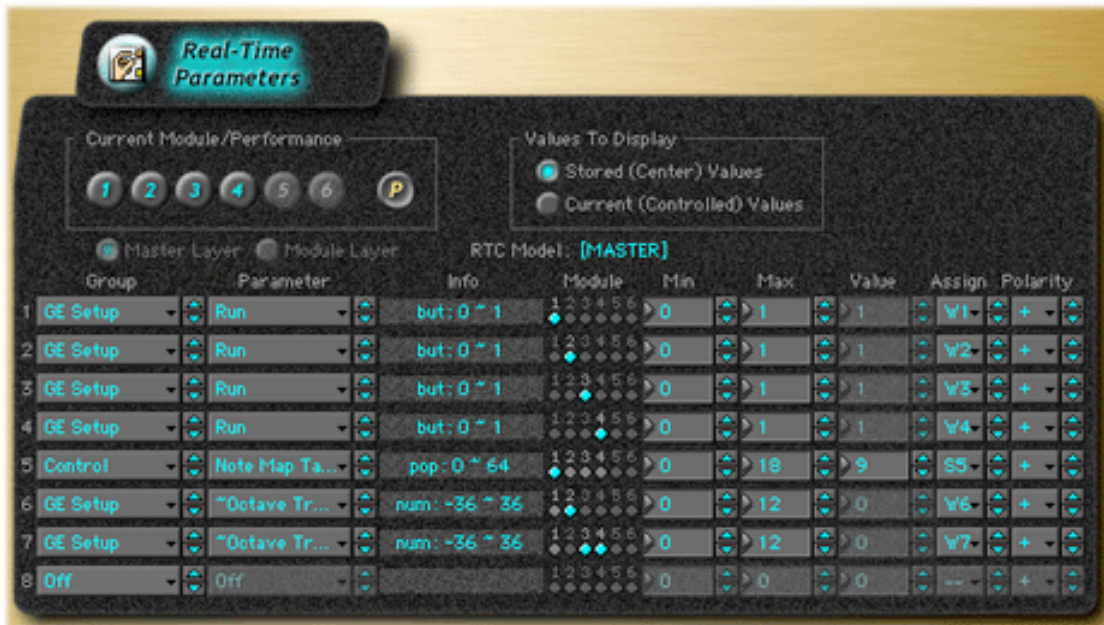 Real-Time
Parameters
Current Module/Performance
Values To Display
1 2 3 4 5 6 P
Stored (Center) Values
Current (Controlled) Values
Master Layer Module Layer RTC Model: [MASTER]
Group Parameter Info Module Min Max Value Assign Polarity
1 GE Setup Run but: 0 ~ 1 1 2 3 4 5 6 0 1 1 W1 +
2 GE Setup Run but: 0 ~ 1 1 2 3 4 5 6 0 1 1 W2 +
3 GE Setup Run but: 0 ~ 1 1 2 3 4 5 6 0 1 1 W3 +
4 GE Setup Run but: 0 ~ 1 1 2 3 4 5 6 0 1 1 W4 +
5 Control Note Map Ta... pop: 0 ~ 64 1 2 3 4 5 6 0 18 9 S5 +
6 GE Setup ~Octave Tr... num: -36 ~ 36 1 2 3 4 5 6 0 12 0 W6 +
7 GE Setup ~Octave Tr... num: -36 ~ 36 1 2 3 4 5 6 0 12 0 W7 +
8 Off Off 1 2 3 4 5 6 0 0 0 -- +